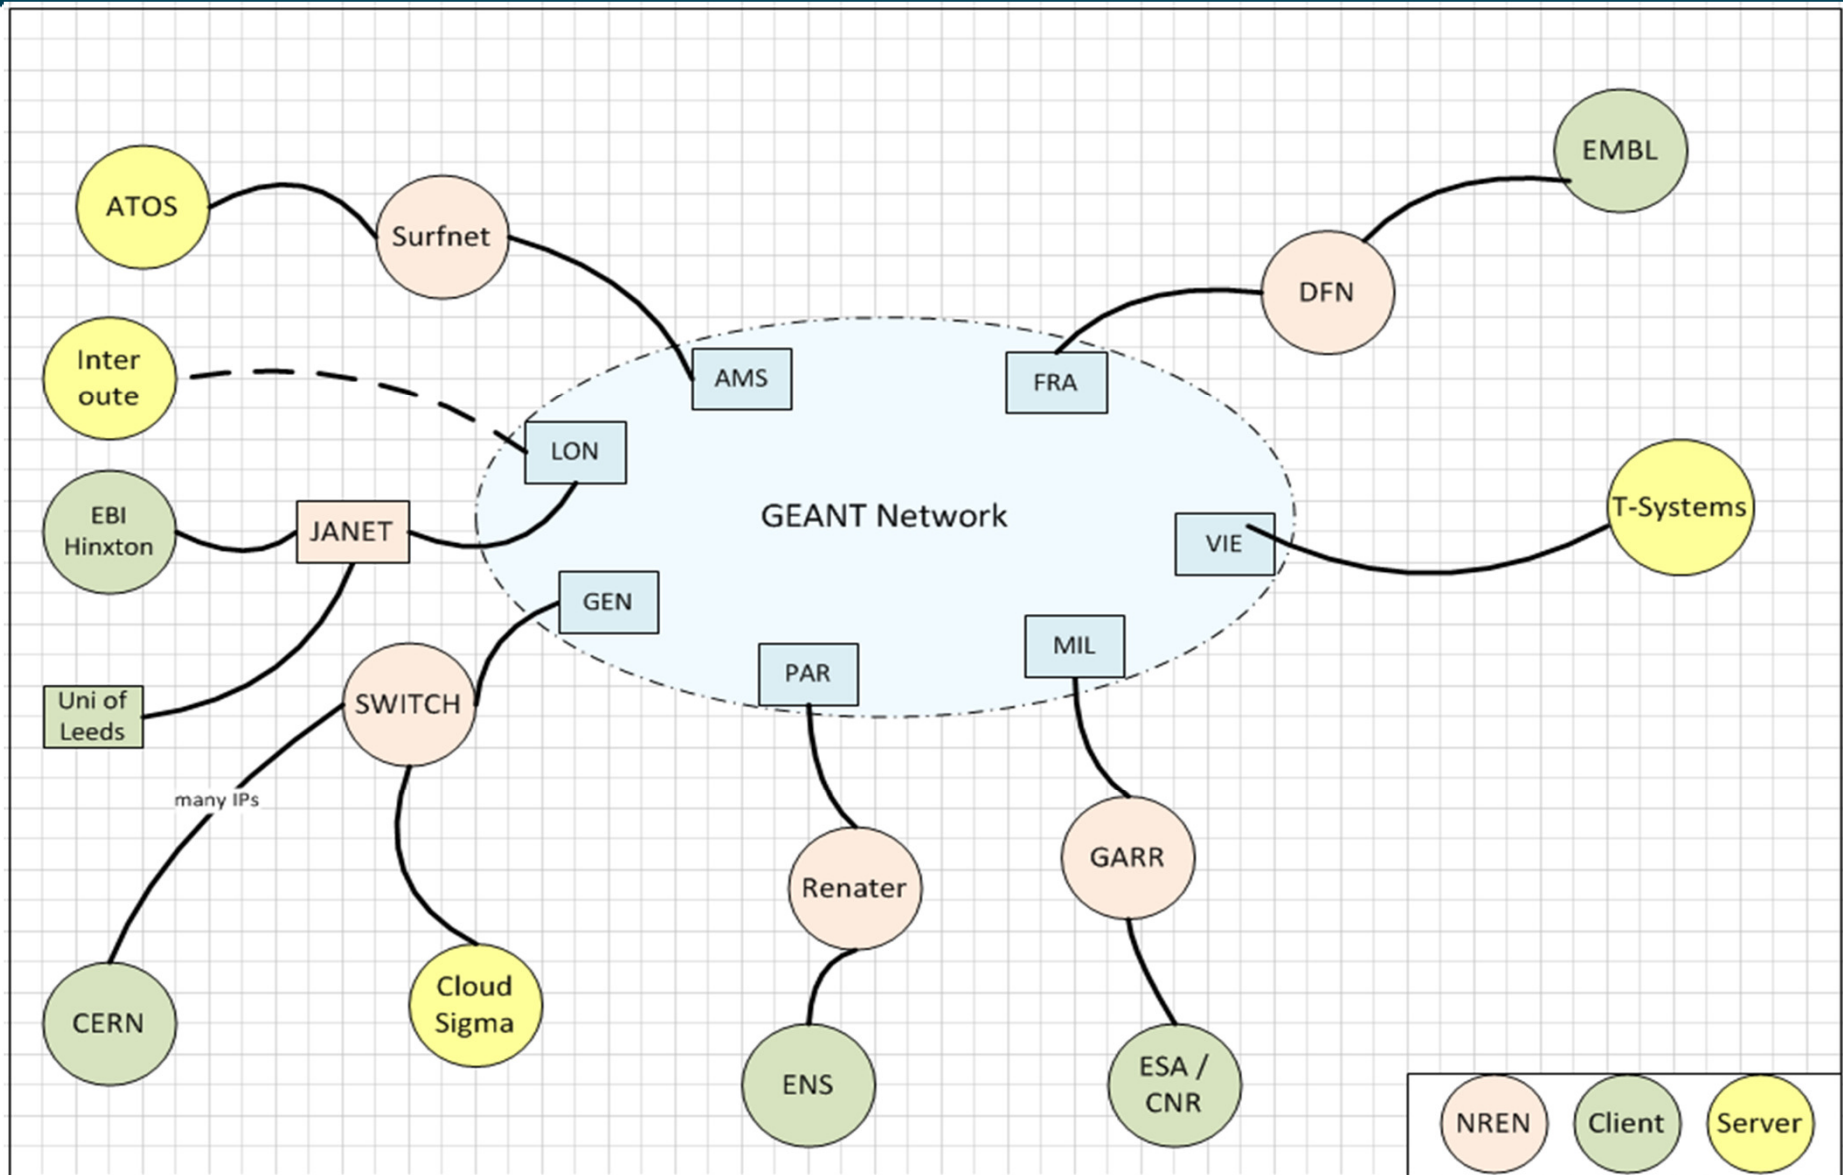 EMBL
ATOS
Surfnet
DFN
Inter
oute
AMS
FRA
LON
GEANT Network
T-Systems
EBI
Hinxton
JANET
VIE
GEN
MIL
PAR
Uni of
Leeds
SWITCH
many IPs
Renater
GARR
CERN
Cloud
Sigma
ENS
ESA /
CNR
NREN
Client
Server